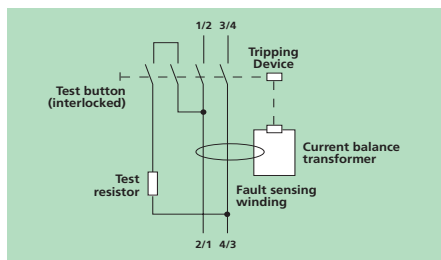 1/2 3/4
Tripping
Device
Test button
(interlocked)
Current balance
transformer
Test
resistor
Fault sensing
winding
2/1 4/3